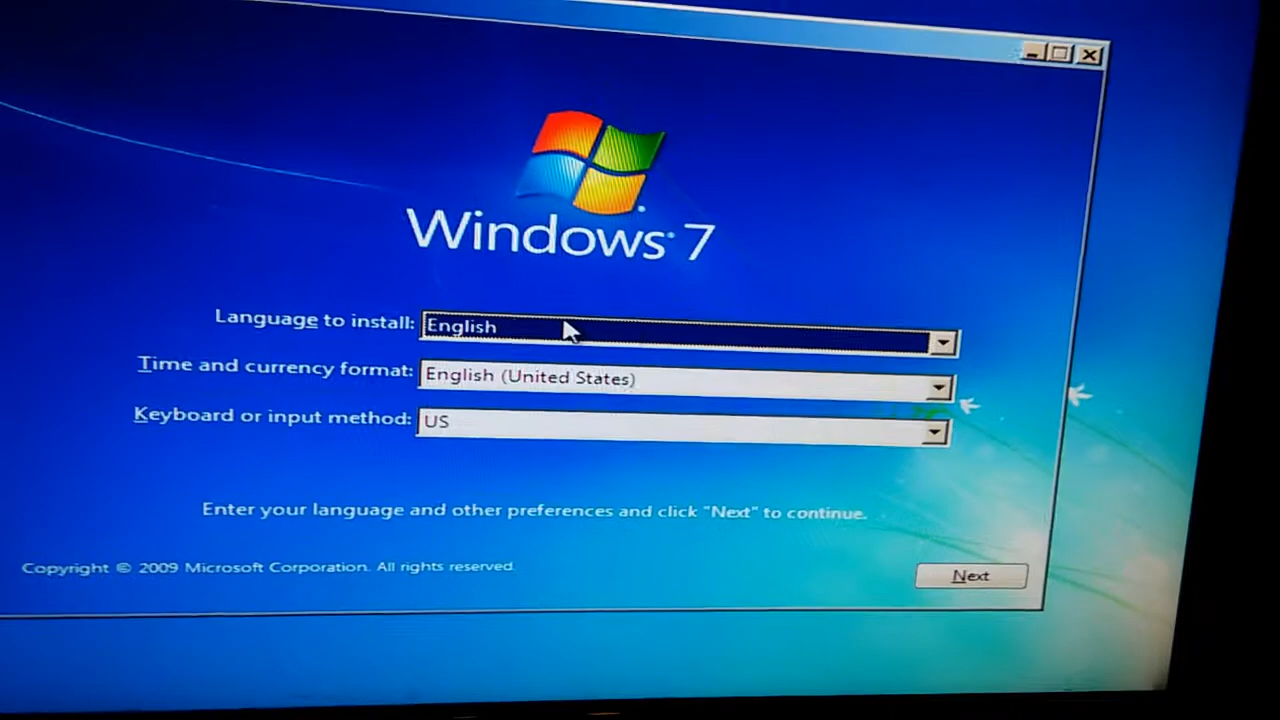 Windows® 7
Language to install: English
Time and currency format: English (United States)
Keyboard or input method: US
Enter your language and other preferences and click "Next" to continue.
Copyright © 2009 Microsoft Corporation. All rights reserved.
Next